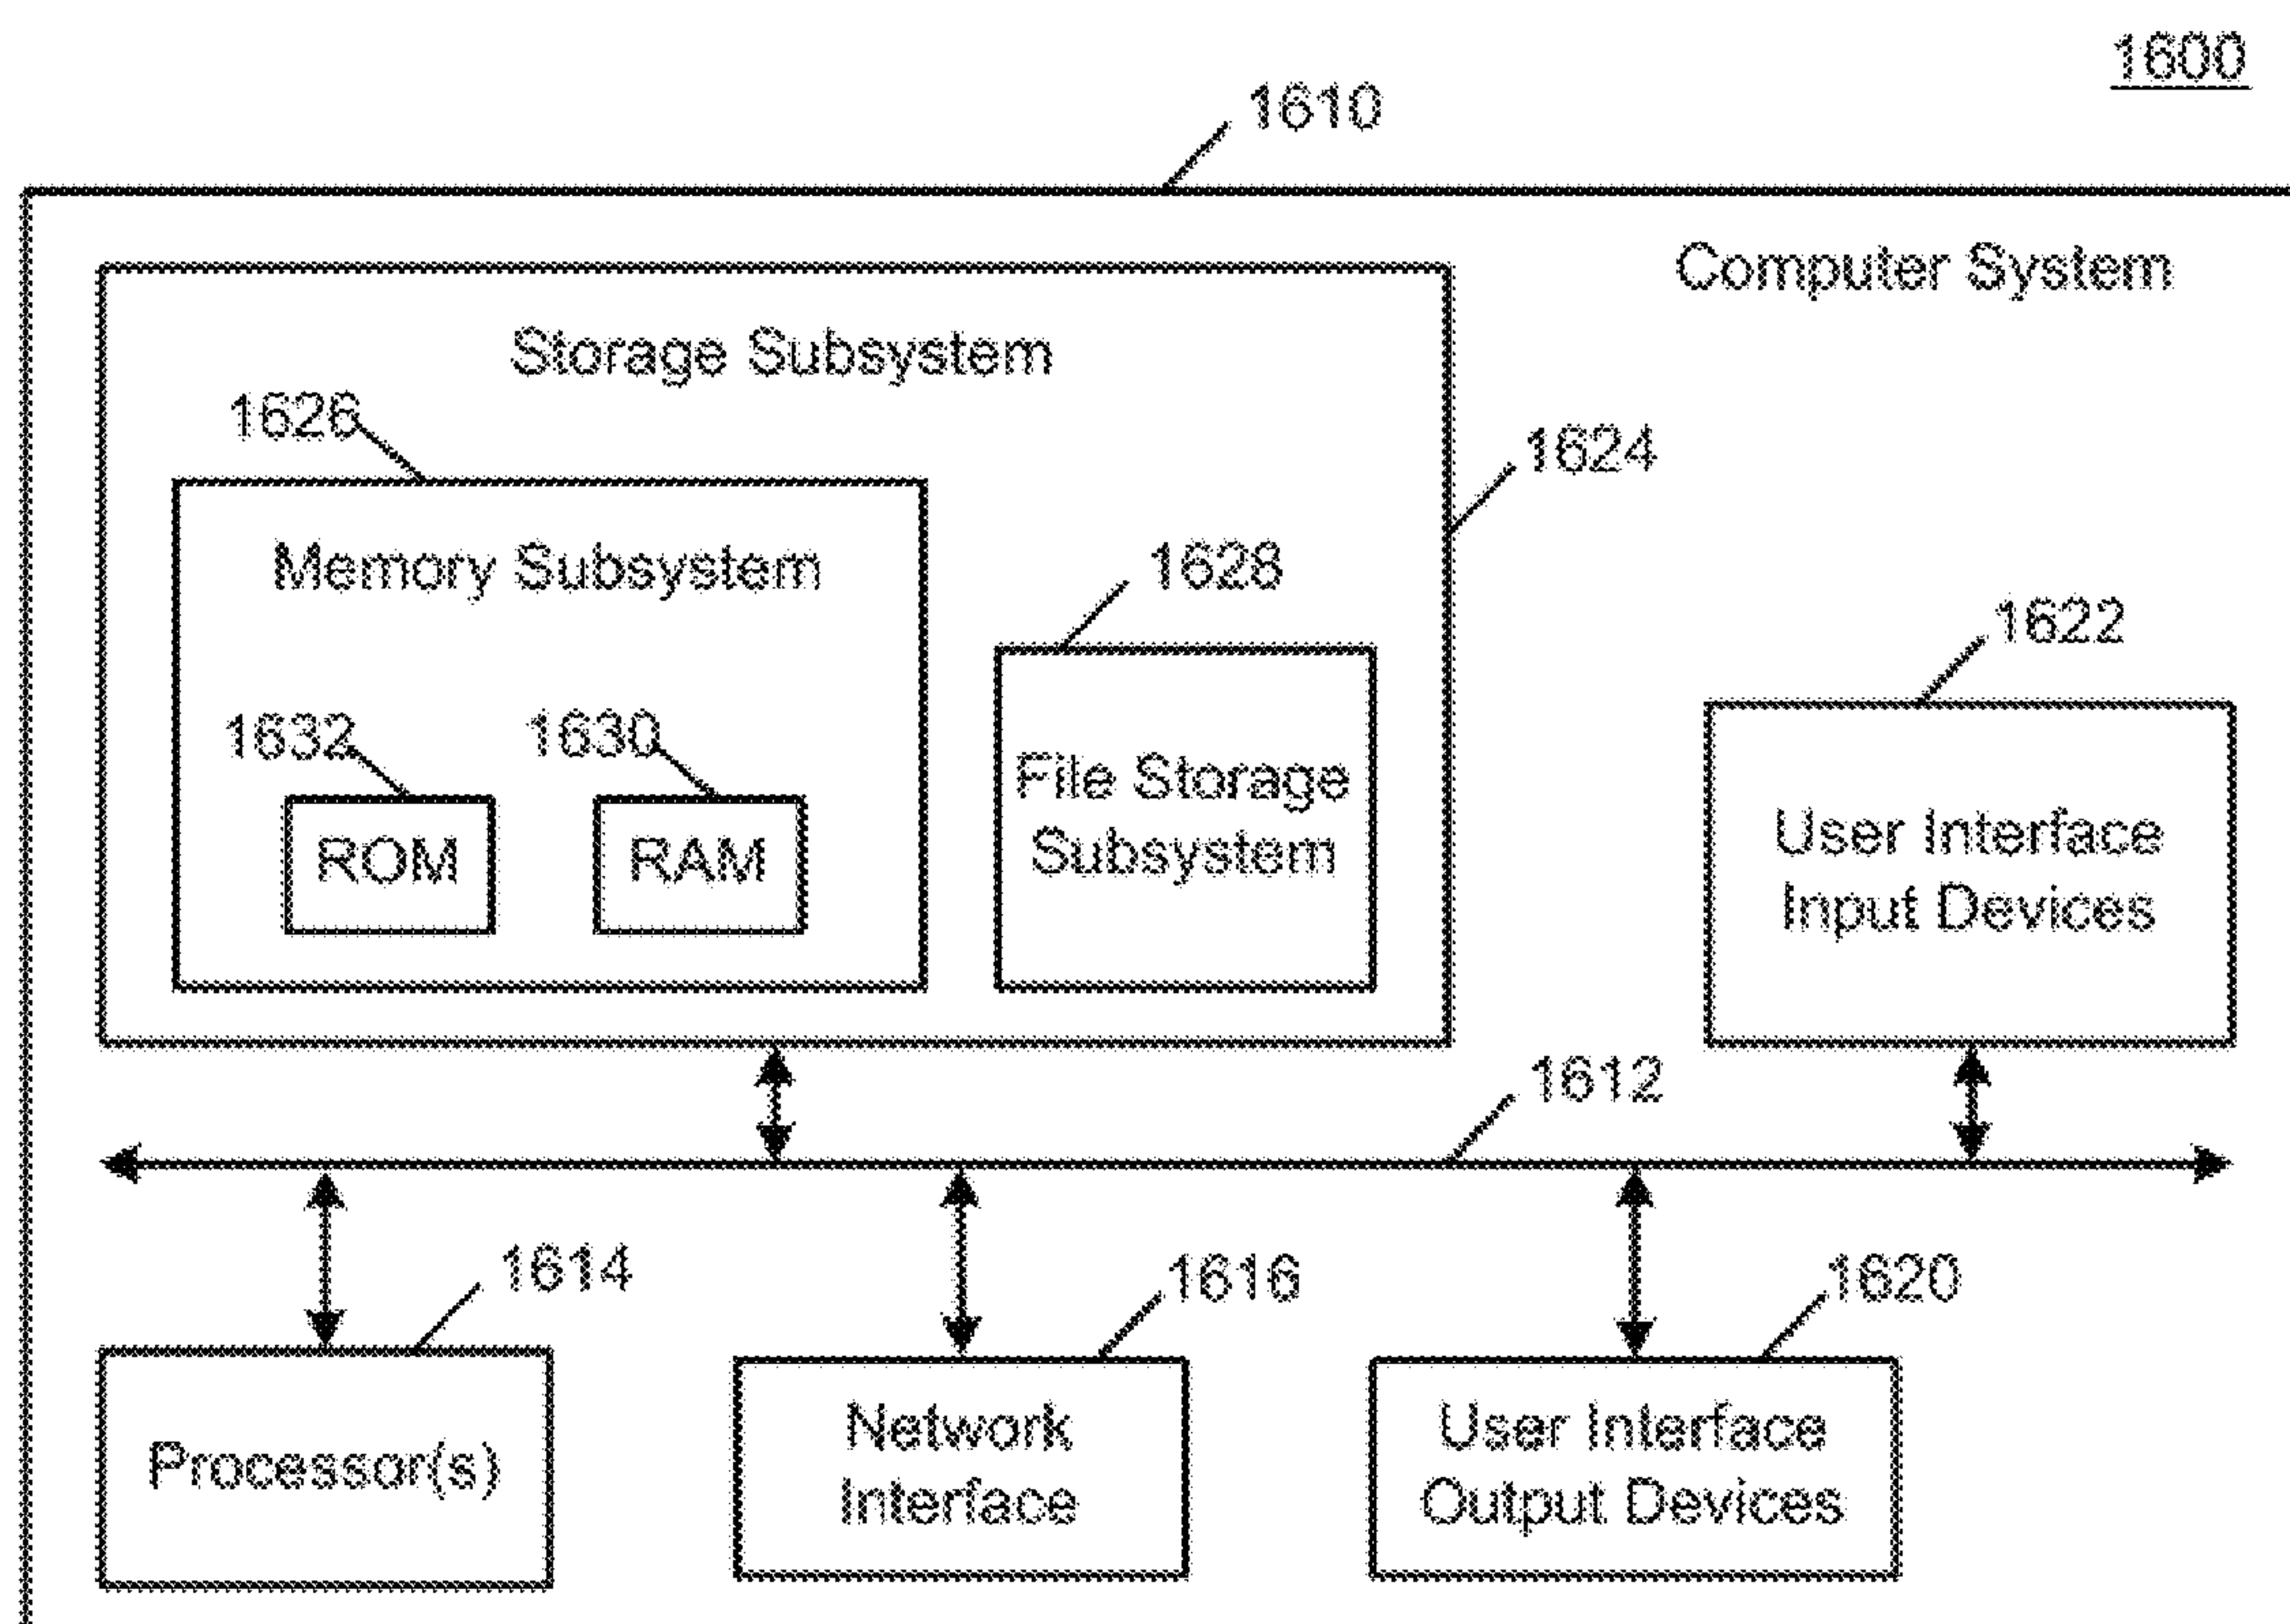 1600
1610
Computer System
Storage Subsystem
1626
1624
Memory Subsystem
1628
1622
1632
1630
File Storage
Subsystem
ROM
RAM
User Interface
Input Devices
1612
1614
1616
1620
Processor(s)
Network
Interface
User Interface
Output Devices